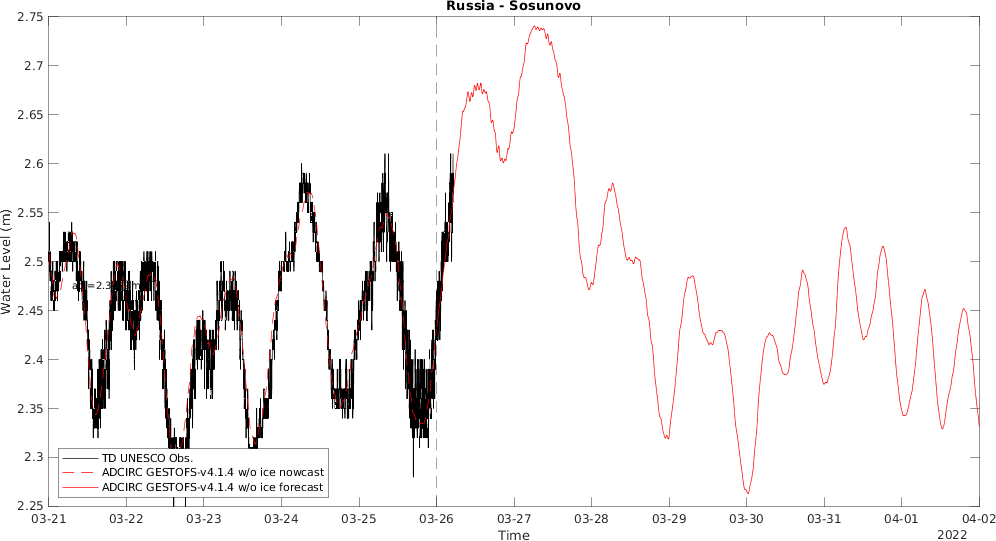 Russia - Sosunovo
2.75
2.7
2.65
2.6
2.55
2.5
2.45
2.4
2.35
2.3
2.25
Water Level (m)
TD UNESCO Obs.
ADCIRC GESTOFS-v4.1.4 w/o ice nowcast
ADCIRC GESTOFS-v4.1.4 w/o ice forecast
03-21 03-22 03-23 03-24 03-25 03-26 03-27 03-28 03-29 03-30 03-31 04-01 04-02
Time
2022